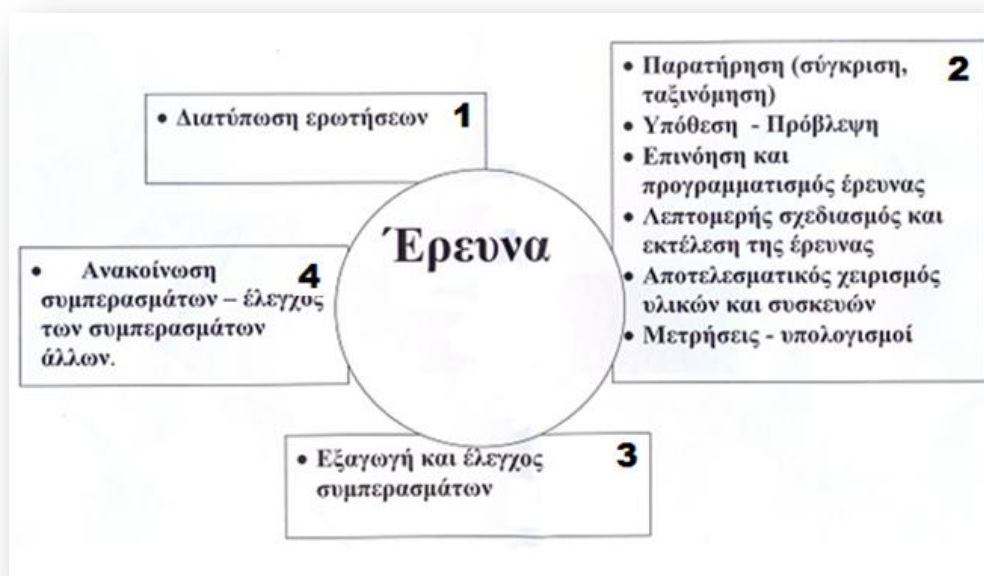 Έρευνα
• Διατύπωση ερωτήσεων 1
• Παρατήρηση (σύγκριση, 2
ταξινόμηση)
• Υπόθεση - Πρόβλεψη
• Επινόηση και
προγραμματισμός έρευνας
• Λεπτομερής σχεδιασμός και
εκτέλεση της έρευνας
• Αποτελεσματικός χειρισμός
υλικών και συσκευών
• Μετρήσεις - υπολογισμοί
• Εξαγωγή και έλεγχος 3
συμπερασμάτων
• Ανακοίνωση 4
συμπερασμάτων – έλεγχος
των συμπερασμάτων
άλλων.